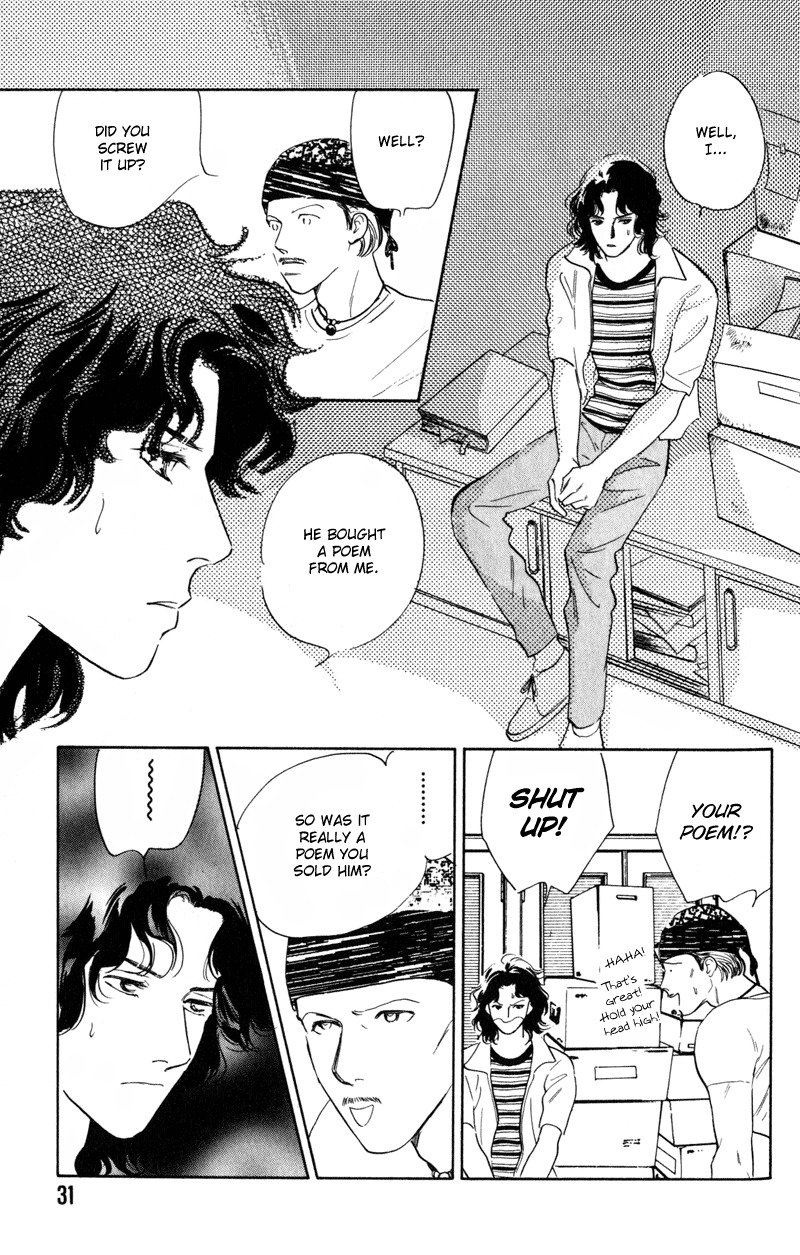 WELL,
I...
WELL?
DID YOU
SCREW
IT UP?
HE BOUGHT
A POEM
FROM ME.
YOUR
POEM!?
SHUT
UP!
HAHA!
That's
great!
Hold your
head high!
SO WAS IT
REALLY A
POEM YOU
SOLD HIM?
31